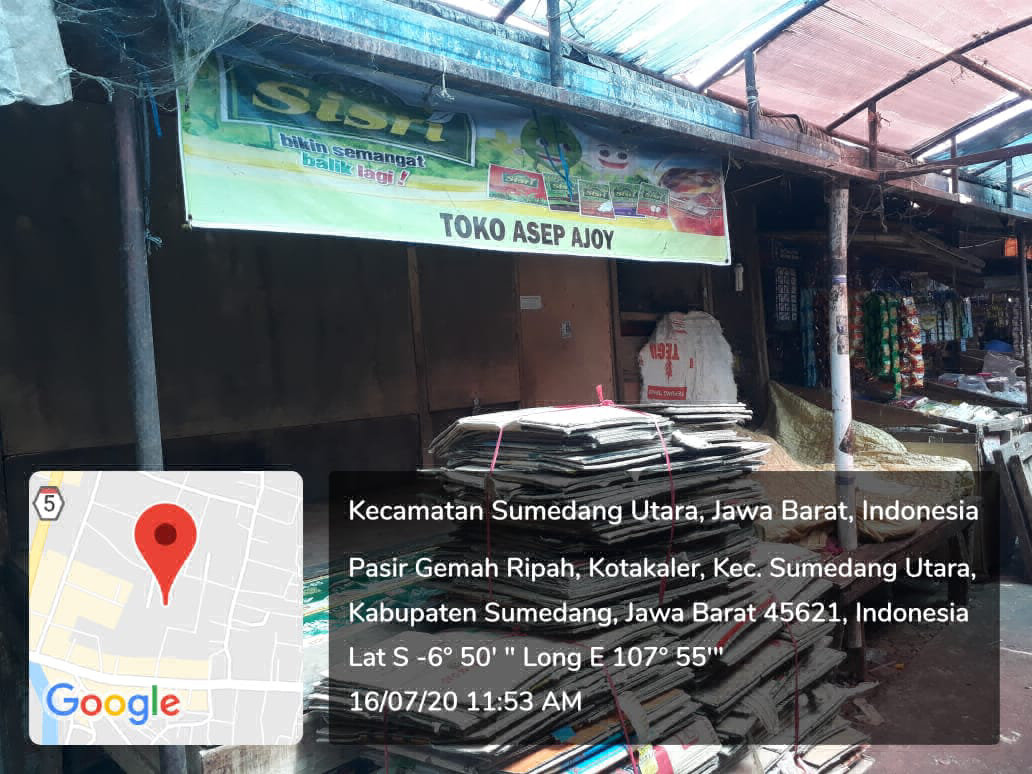 Sisri
bikin semangat
balik lagi !
TOKO ASEP AJOY
5
Kecamatan Sumedang Utara, Jawa Barat, Indonesia
Pasir Gemah Ripah, Kotakaler, Kec. Sumedang Utara,
Kabupaten Sumedang, Jawa Barat 45621, Indonesia
Lat S -6° 50' " Long E 107° 55'"
16/07/20 11:53 AM
Google